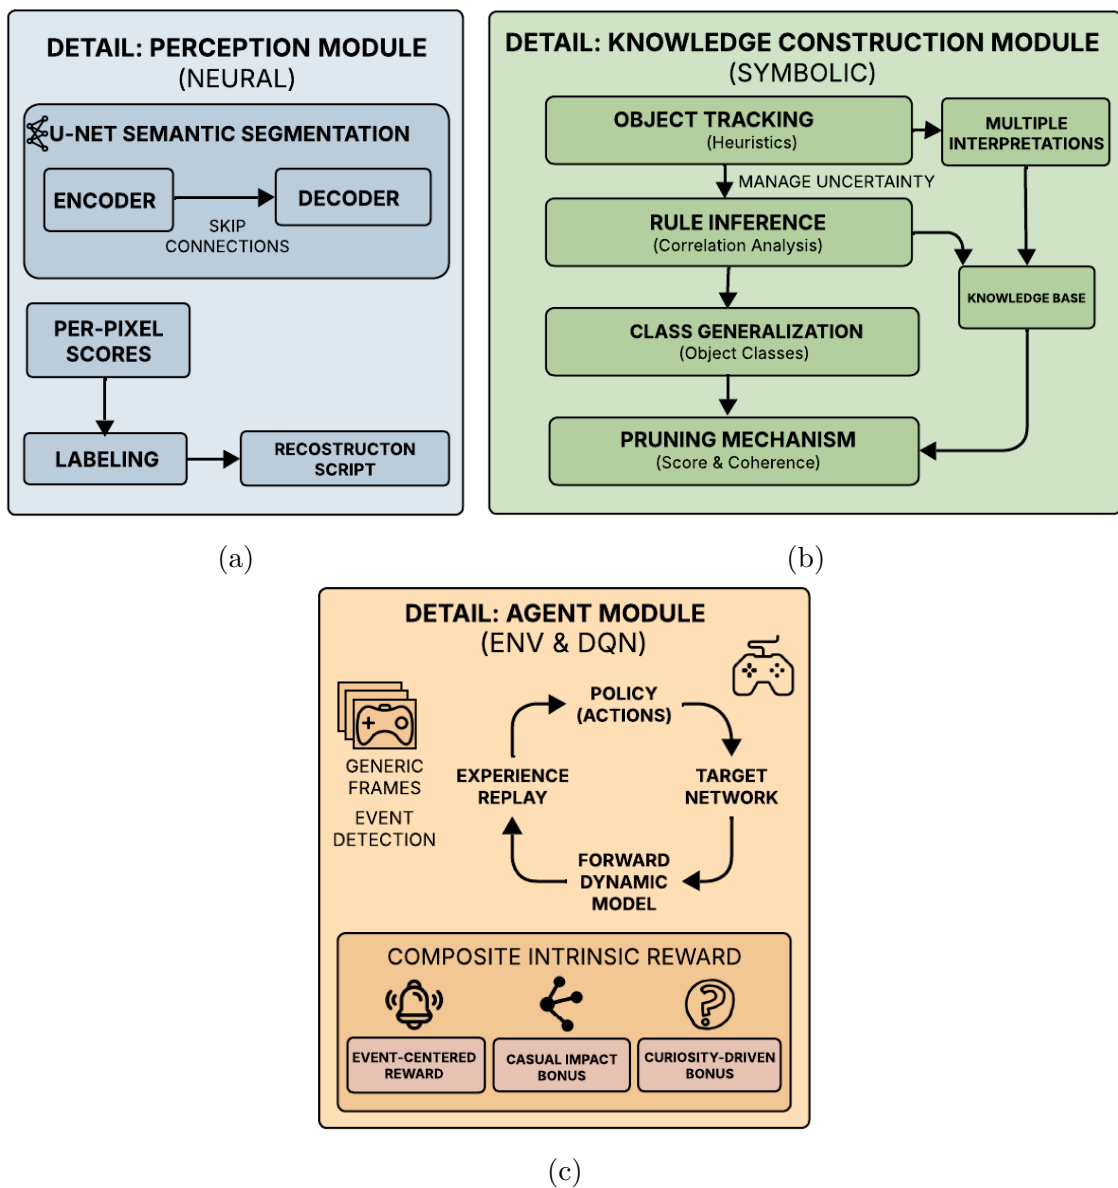 DETAIL: PERCEPTION MODULE
(NEURAL)
U-NET SEMANTIC SEGMENTATION
ENCODER
DECODER
SKIP
CONNECTIONS
PER-PIXEL
SCORES
LABELING
RECOSTRUCTON
SCRIPT
(a)
DETAIL: KNOWLEDGE CONSTRUCTION MODULE
(SYMBOLIC)
OBJECT TRACKING
(Heuristics)
MULTIPLE
INTERPRETATIONS
MANAGE UNCERTAINTY
RULE INFERENCE
(Correlation Analysis)
KNOWLEDGE BASE
CLASS GENERALIZATION
(Object Classes)
PRUNING MECHANISM
(Score & Coherence)
(b)
DETAIL: AGENT MODULE
(ENV & DQN)
GENERIC
FRAMES
EVENT
DETECTION
POLICY
(ACTIONS)
EXPERIENCE
REPLAY
TARGET
NETWORK
FORWARD
DYNAMIC
MODEL
COMPOSITE INTRINSIC REWARD
EVENT-CENTERED
REWARD
CASUAL IMPACT
BONUS
CURIOSITY-DRIVEN
BONUS
(c)